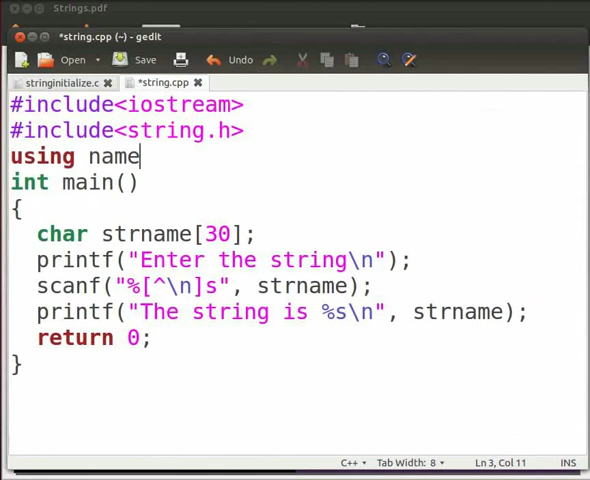 Strings.pdf
*string.cpp (~) - gedit
Open Save Undo
stringinitialize.c *string.cpp
#include<iostream>
#include<string.h>
using name
int main()
{
char strname[30];
printf("Enter the string\n");
scanf("%[^\n]s", strname);
printf("The string is %s\n", strname);
return 0;
}
C++ Tab Width: 8 Ln 3, Col 11 INS